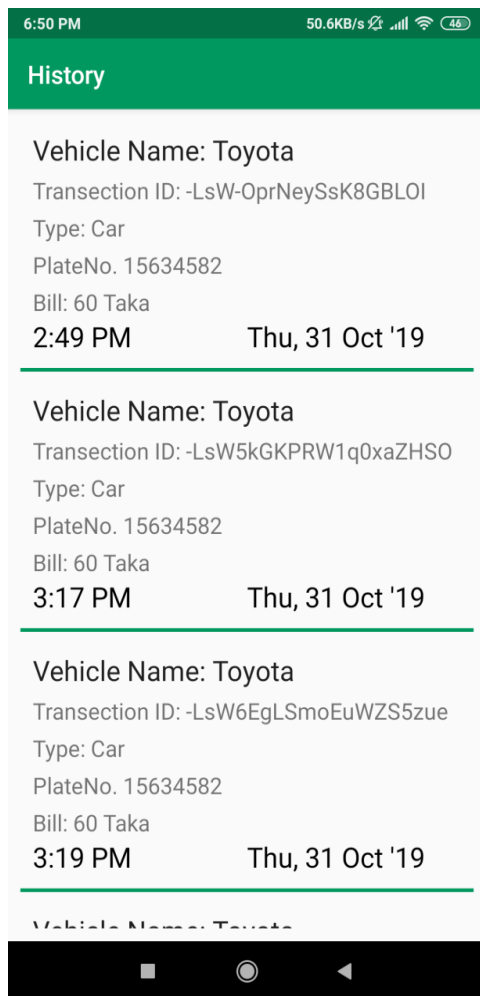 6:50 PM 50.6KB/s 46
History
Vehicle Name: Toyota
Transection ID: -LsW-OprNeySsK8GBLOI
Type: Car
PlateNo. 15634582
Bill: 60 Taka
2:49 PM Thu, 31 Oct '19
Vehicle Name: Toyota
Transection ID: -LsW5kGKPRW1q0xaZHSO
Type: Car
PlateNo. 15634582
Bill: 60 Taka
3:17 PM Thu, 31 Oct '19
Vehicle Name: Toyota
Transection ID: -LsW6EgLSmoEuWZS5zue
Type: Car
PlateNo. 15634582
Bill: 60 Taka
3:19 PM Thu, 31 Oct '19
Vehicle Name: Toyota